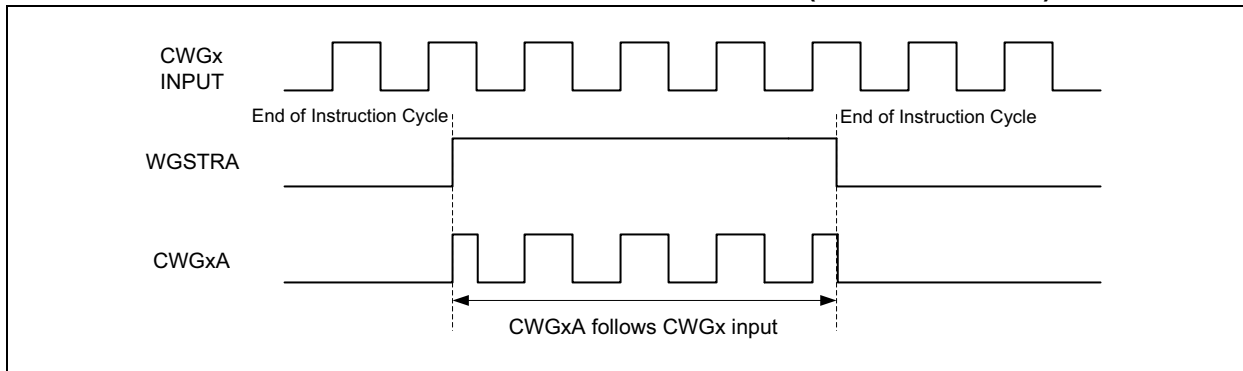 CWGx
INPUT
End of Instruction Cycle
End of Instruction Cycle
WGSTRA
CWGxA
CWGxA follows CWGx input